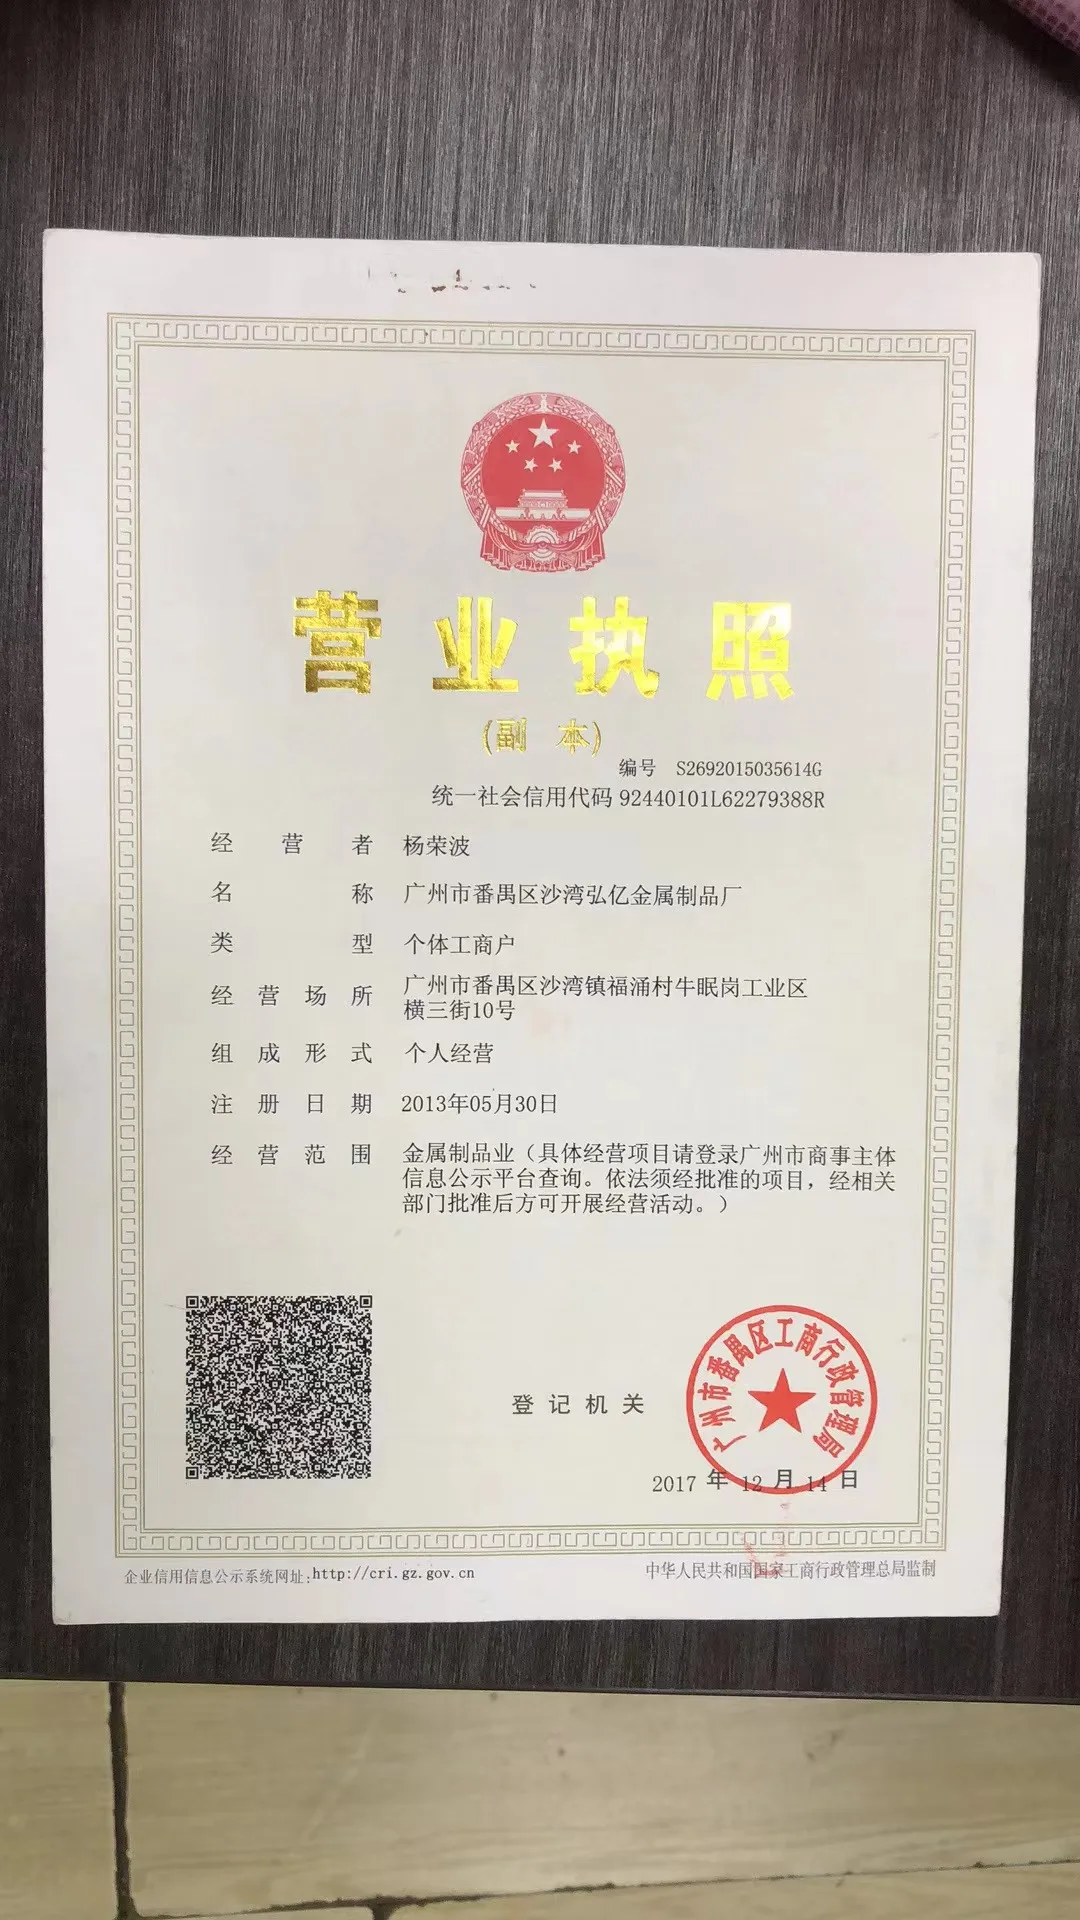 营业执照
(副 本)
编号 S2692015035614G
统一社会信用代码 92440101L62279388R
经营者 杨荣波
名称 广州市番禺区沙湾弘亿金属制品厂
类型 个体工商户
经营场所 广州市番禺区沙湾镇福涌村牛眠岗工业区
横三街10号
组成形式 个人经营
注册日期 2013年05月30日
经营范围 金属制品业（具体经营项目请登录广州市商事主体
信息公示平台查询。依法须经批准的项目，经相关
部门批准后方可开展经营活动。）
广州市番禺区工商行政管理局
登记机关
2017 年 12 月 14 日
企业信用信息公示系统网址:http://cri.gz.gov.cn
中华人民共和国国家工商行政管理总局监制